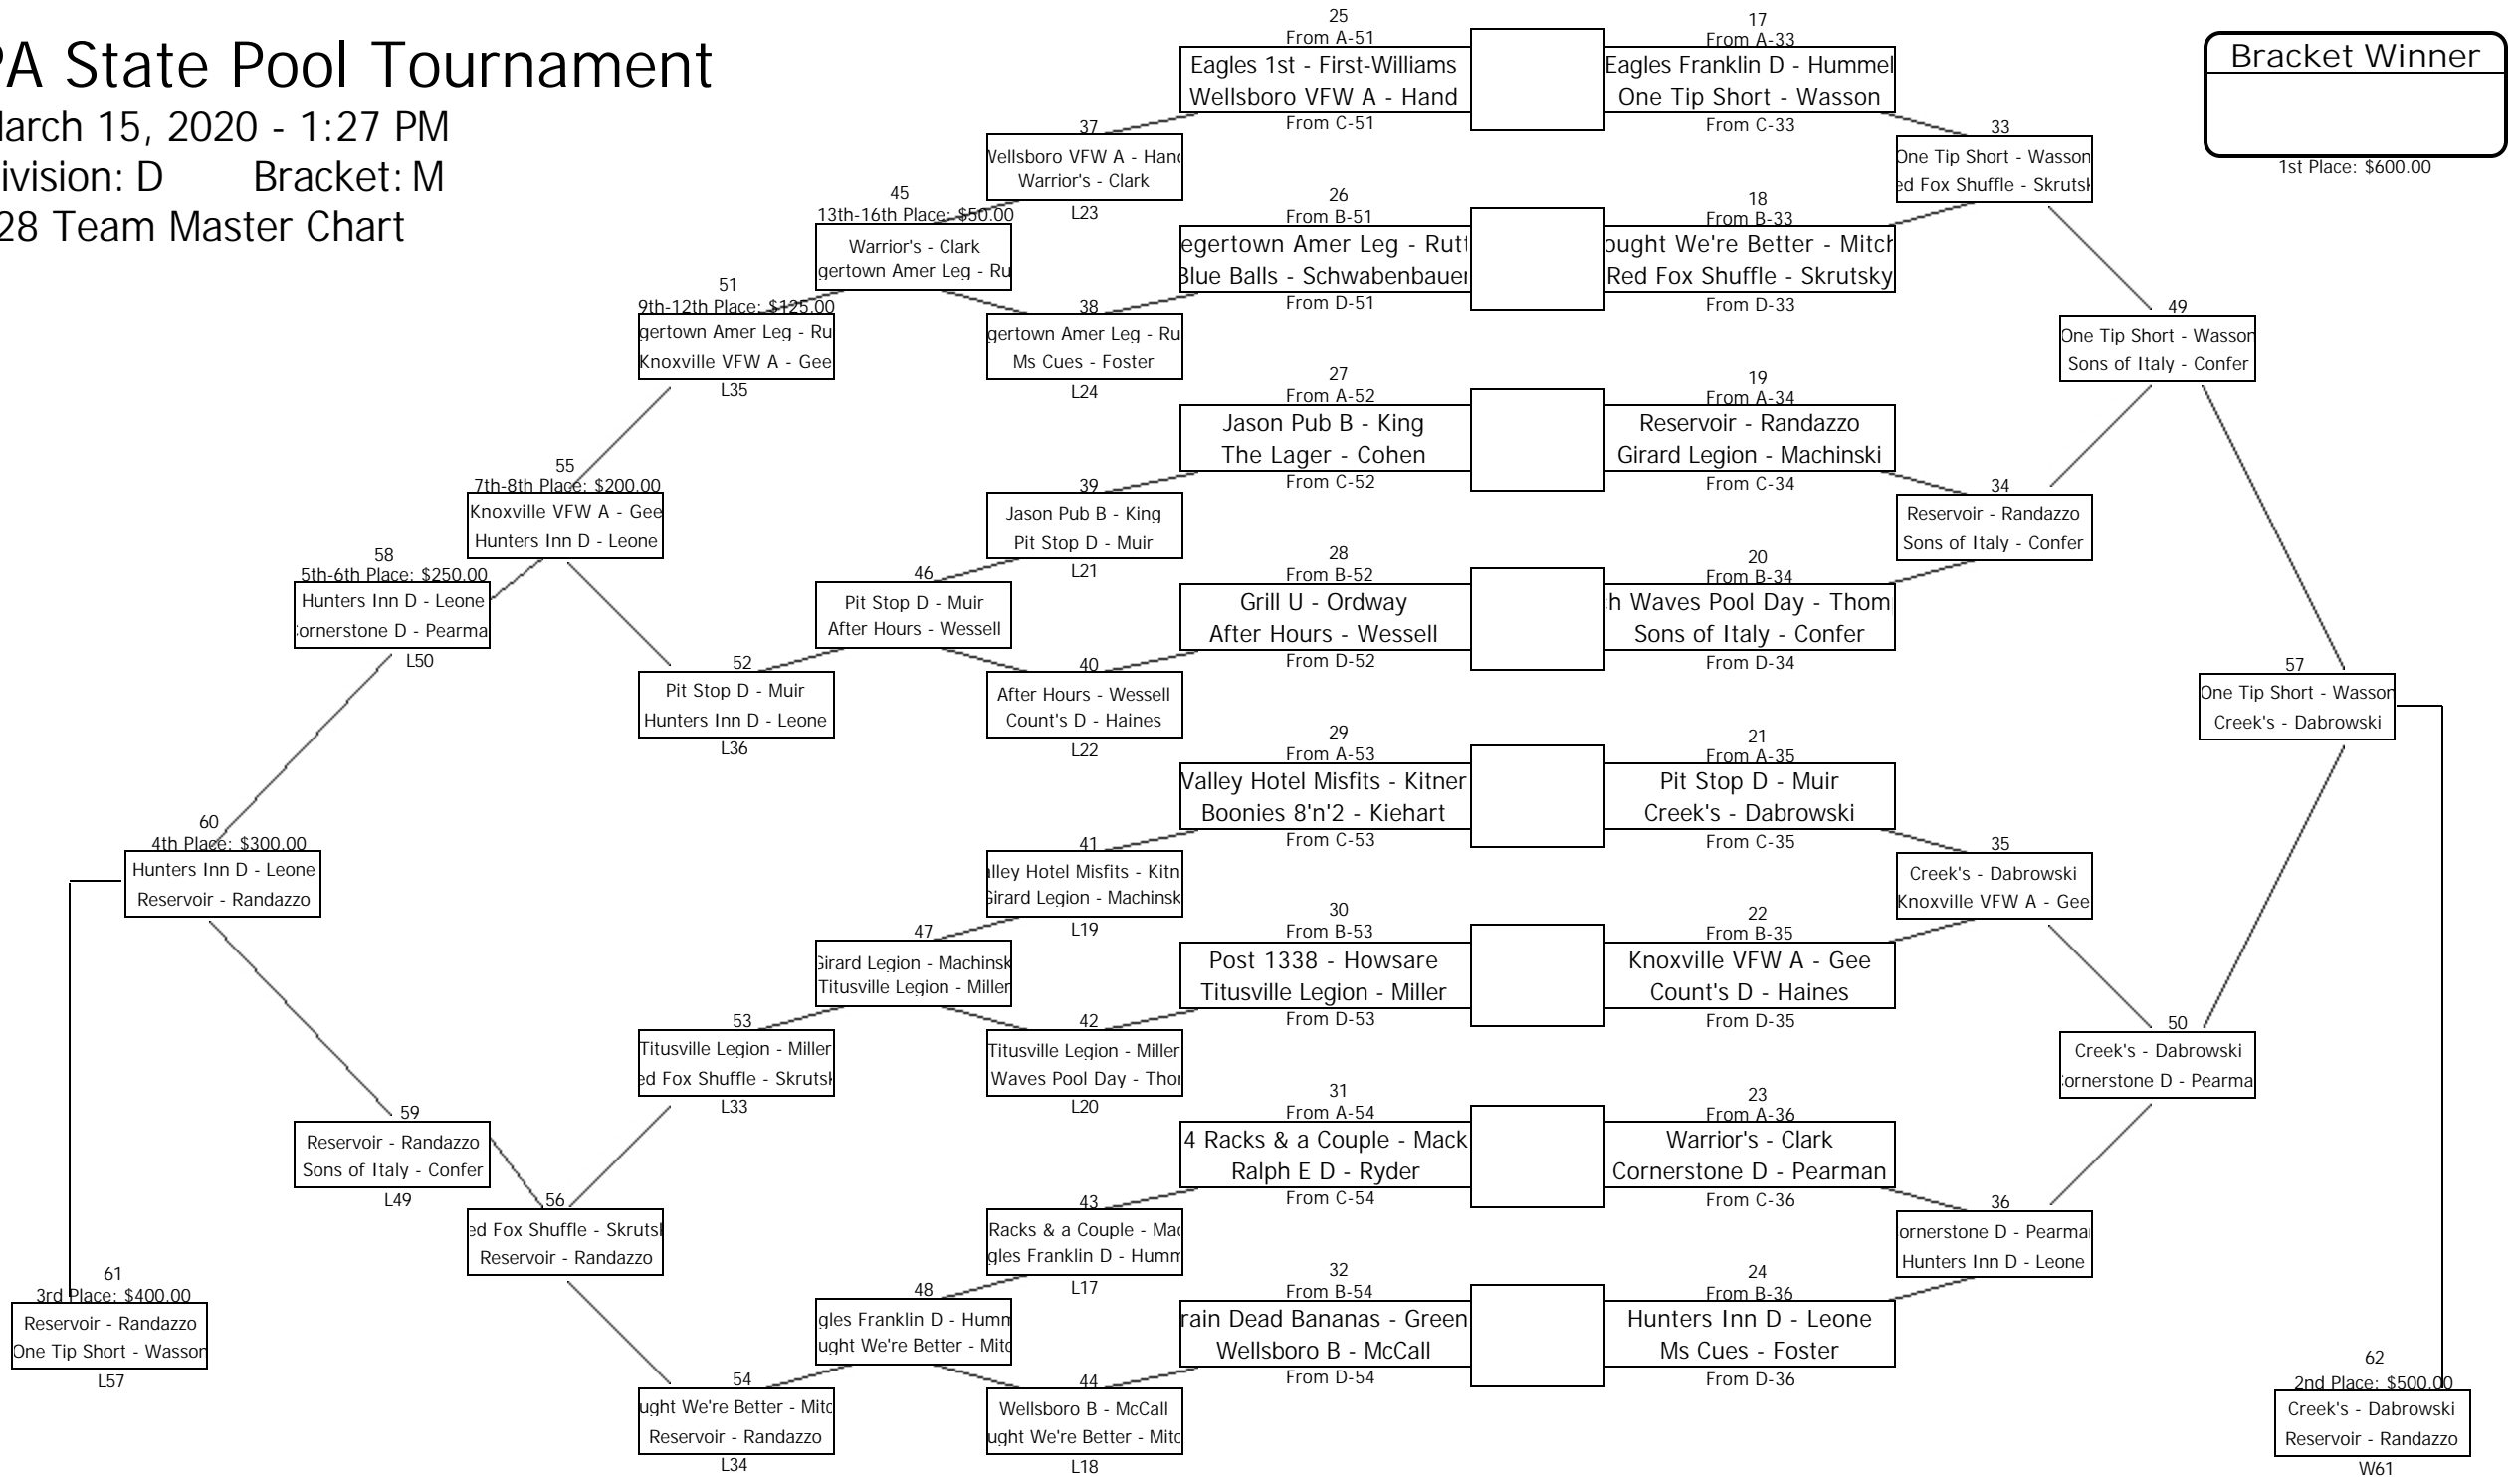 PA State Pool Tournament
March 15, 2020 - 1:27 PM
ivision: D Bracket: M
28 Team Master Chart
Bracket Winner
1st Place: $600.00
25
From A-51
Eagles 1st - First-Williams
Wellsboro VFW A - Hand
From C-51
26
From B-51
egertown Amer Leg - Rutt
Blue Balls - Schwabenbauer
From D-51
27
From A-52
Jason Pub B - King
The Lager - Cohen
From C-52
28
From B-52
Grill U - Ordway
After Hours - Wessell
From D-52
29
From A-53
Valley Hotel Misfits - Kitner
Boonies 8'n'2 - Kiehart
From C-53
30
From B-53
Post 1338 - Howsare
Titusville Legion - Miller
From D-53
31
From A-54
4 Racks & a Couple - Mack
Ralph E D - Ryder
From C-54
32
From B-54
rain Dead Bananas - Green
Wellsboro B - McCall
From D-54
17
From A-33
Eagles Franklin D - Hummel
One Tip Short - Wasson
From C-33
18
From B-33
ought We're Better - Mitch
Red Fox Shuffle - Skrutsky
From D-33
19
From A-34
Reservoir - Randazzo
Girard Legion - Machinski
From C-34
20
From B-34
h Waves Pool Day - Thom
Sons of Italy - Confer
From D-34
21
From A-35
Pit Stop D - Muir
Creek's - Dabrowski
From C-35
22
From B-35
Knoxville VFW A - Gee
Count's D - Haines
From D-35
23
From A-36
Warrior's - Clark
Cornerstone D - Pearman
From C-36
24
From B-36
Hunters Inn D - Leone
Ms Cues - Foster
From D-36
33
One Tip Short - Wasson
ed Fox Shuffle - Skrutsk
34
Reservoir - Randazzo
Sons of Italy - Confer
35
Creek's - Dabrowski
Knoxville VFW A - Gee
36
ornerstone D - Pearma
Hunters Inn D - Leone
49
One Tip Short - Wasson
Sons of Italy - Confer
50
Creek's - Dabrowski
ornerstone D - Pearma
57
One Tip Short - Wasson
Creek's - Dabrowski
62
2nd Place: $500.00
Creek's - Dabrowski
Reservoir - Randazzo
W61
37
Wellsboro VFW A - Hand
Warrior's - Clark
L23
38
gertown Amer Leg - Ru
Ms Cues - Foster
L24
39
Jason Pub B - King
Pit Stop D - Muir
L21
40
After Hours - Wessell
Count's D - Haines
L22
41
lley Hotel Misfits - Kitn
Girard Legion - Machinsk
L19
42
Titusville Legion - Miller
Waves Pool Day - Thor
L20
43
Racks & a Couple - Mac
gles Franklin D - Humm
L17
44
Wellsboro B - McCall
ught We're Better - Mitc
L18
45
13th-16th Place: $50.00
Warrior's - Clark
gertown Amer Leg - Ru
46
Pit Stop D - Muir
After Hours - Wessell
47
Girard Legion - Machinsk
Titusville Legion - Miller
48
gles Franklin D - Humm
ught We're Better - Mitc
51
9th-12th Place: $125.00
gertown Amer Leg - Ru
Knoxville VFW A - Gee
L35
52
Pit Stop D - Muir
Hunters Inn D - Leone
L36
53
Titusville Legion - Miller
ed Fox Shuffle - Skrutsk
L33
54
ught We're Better - Mitc
Reservoir - Randazzo
L34
55
7th-8th Place: $200.00
Knoxville VFW A - Gee
Hunters Inn D - Leone
56
ed Fox Shuffle - Skrutsk
Reservoir - Randazzo
58
5th-6th Place: $250.00
Hunters Inn D - Leone
ornerstone D - Pearma
L50
59
Reservoir - Randazzo
Sons of Italy - Confer
L49
60
4th Place: $300.00
Hunters Inn D - Leone
Reservoir - Randazzo
61
3rd Place: $400.00
Reservoir - Randazzo
One Tip Short - Wasson
L57